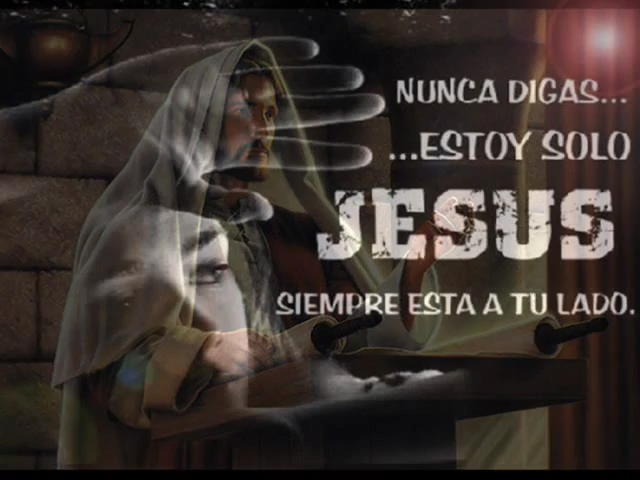 NUNCA DIGAS...
...ESTOY SOLO
JESUS
SIEMPRE ESTA A TU LADO.